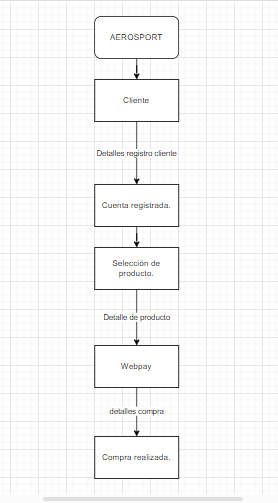 AEROSPORT
Cliente
Detalles registro cliente
Cuenta registrada.
Selección de
producto.
Detalle de producto
Webpay
detalles compra
Compra realizada.